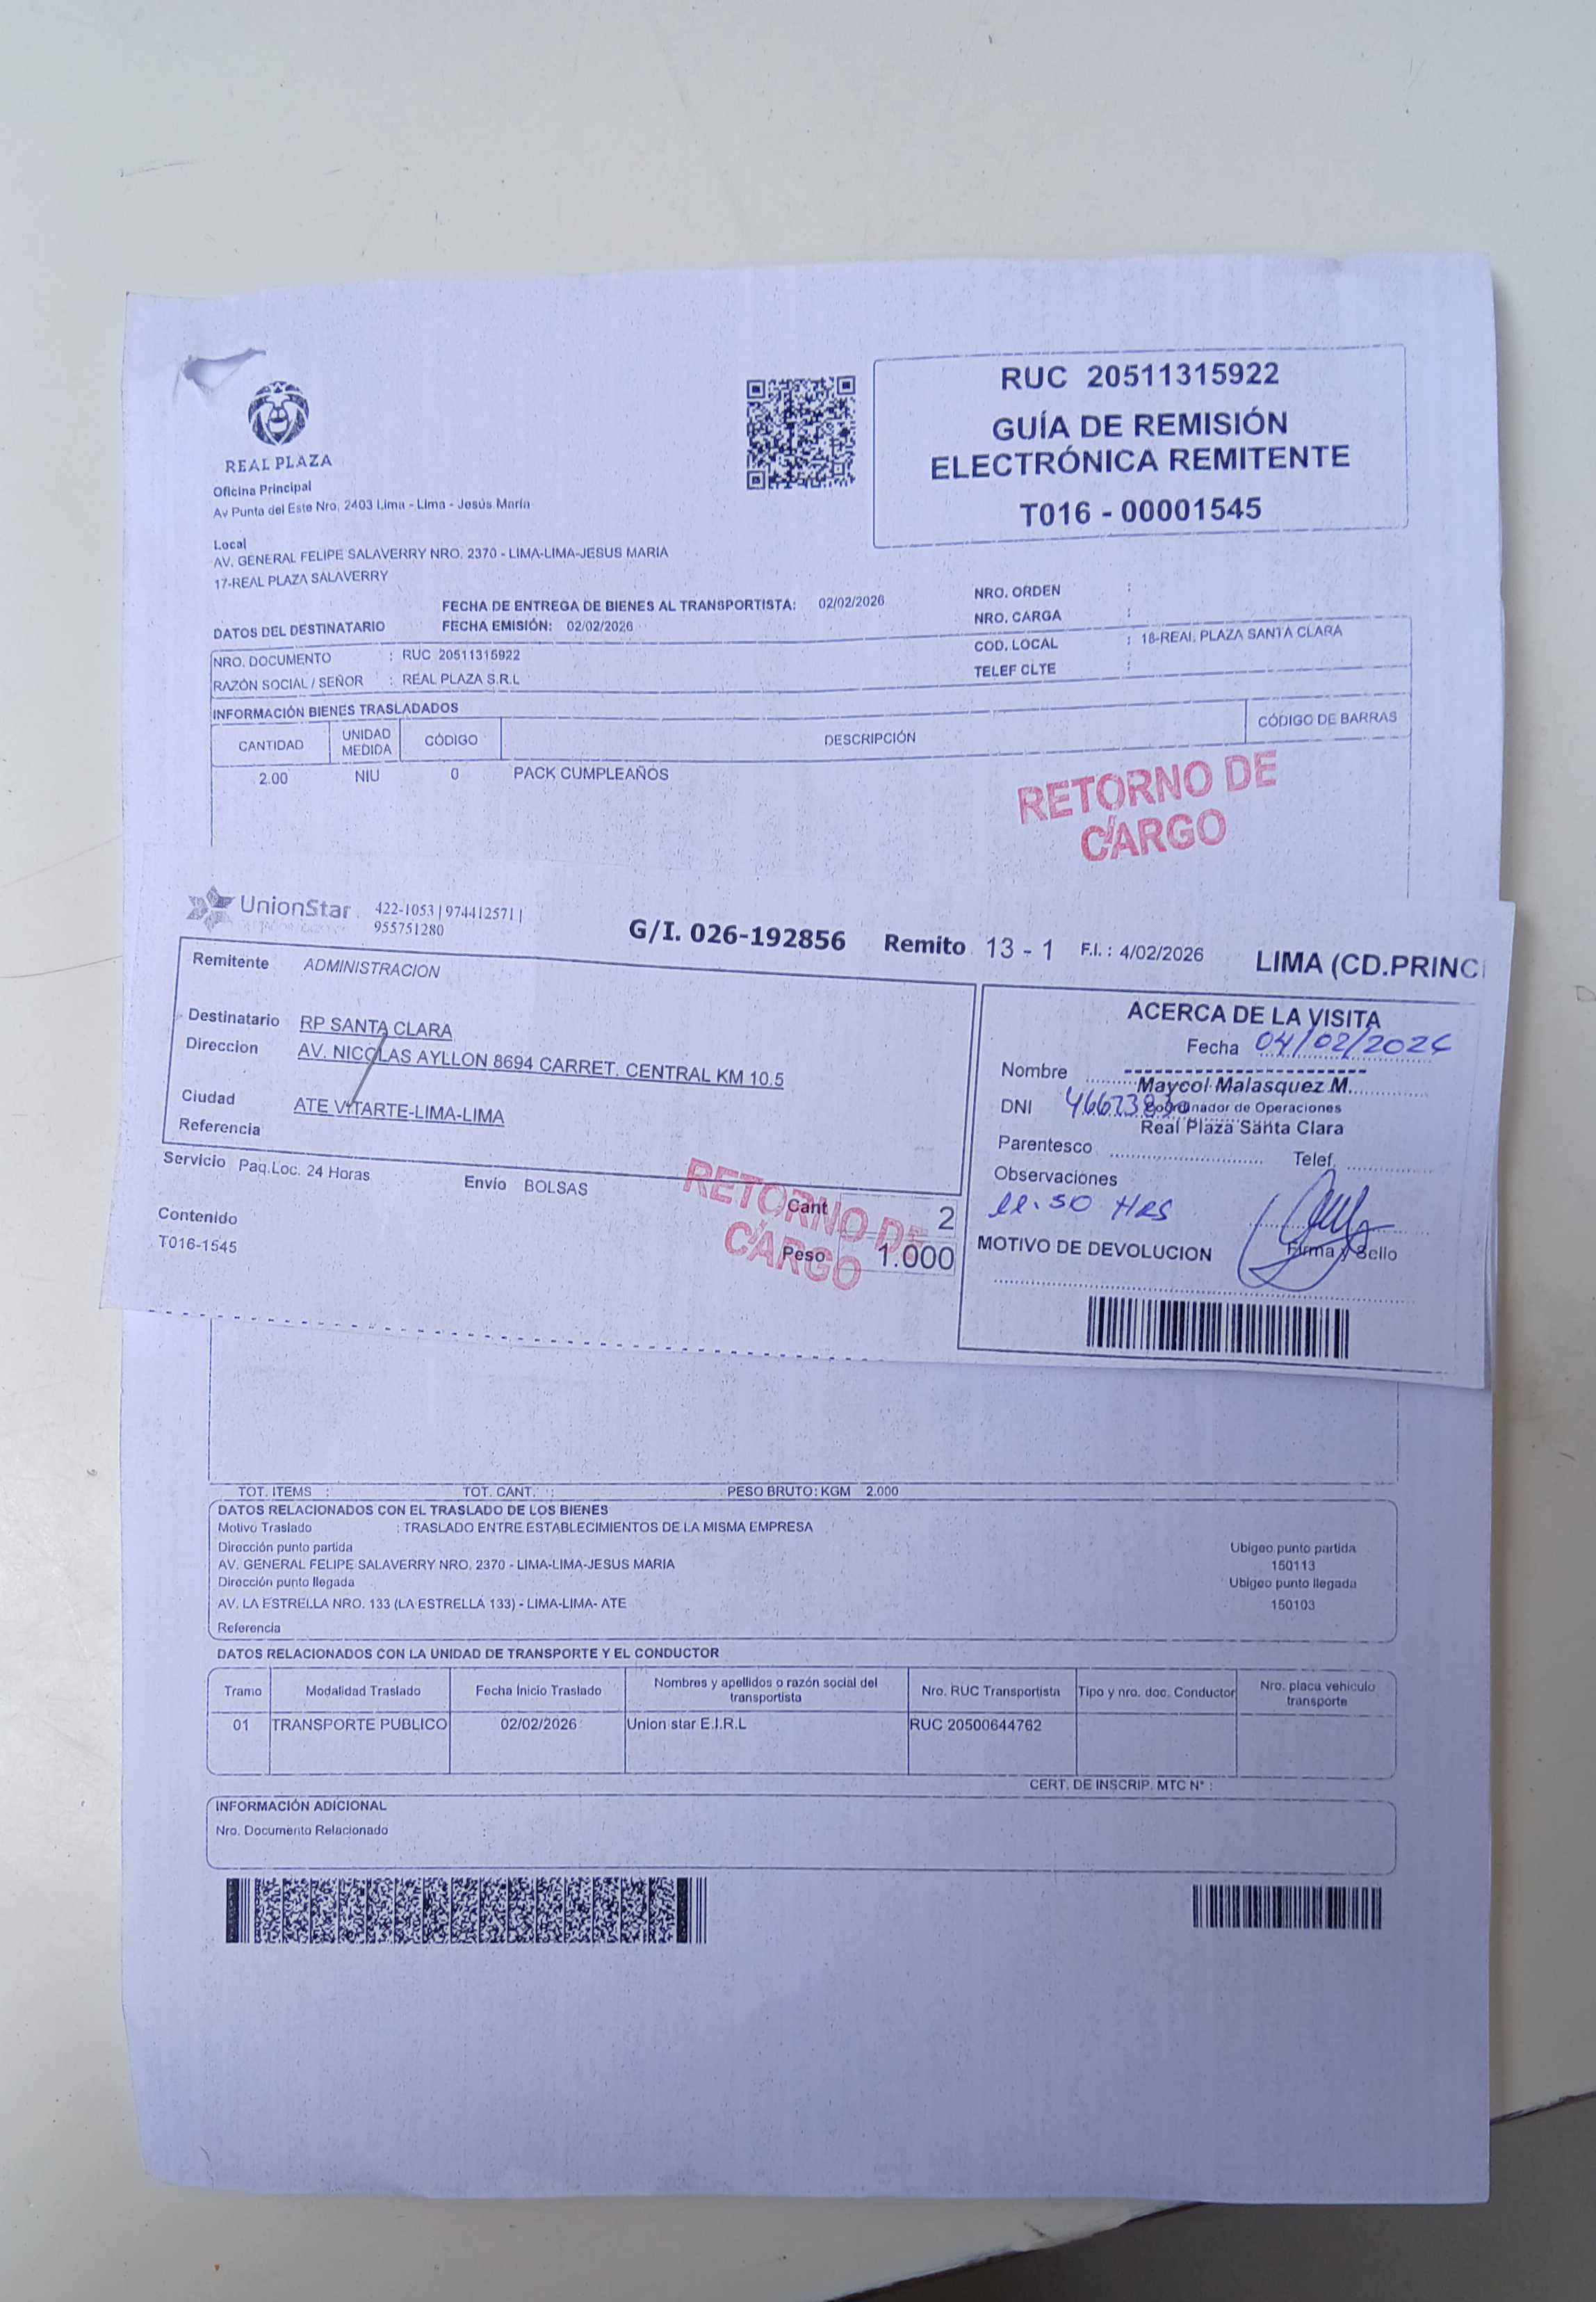 RUC 20511315922
GUÍA DE REMISIÓN
ELECTRÓNICA REMITENTE
T016 - 00001545
REAL PLAZA
Oficina Principal
Av Punta del Este Nro. 2403 Lima - Lima - Jesús María
Local
AV. GENERAL FELIPE SALAVERRY NRO. 2370 - LIMA-LIMA-JESUS MARIA
17-REAL PLAZA SALAVERRY
FECHA DE ENTREGA DE BIENES AL TRANSPORTISTA: 02/02/2026
NRO. ORDEN :
DATOS DEL DESTINATARIO FECHA EMISIÓN: 02/02/2026
NRO. CARGA :
NRO. DOCUMENTO : RUC 20511315922
COD. LOCAL : 18-REAL PLAZA SANTA CLARA
RAZÓN SOCIAL / SEÑOR : REAL PLAZA S.R.L
TELEF CLTE :
INFORMACIÓN BIENES TRASLADADOS
CANTIDAD UNIDAD MEDIDA CÓDIGO DESCRIPCIÓN CÓDIGO DE BARRAS
2.00 NIU 0 PACK CUMPLEAÑOS
RETORNO DE
CARGO
UnionStar 422-1053 | 974412571 |
955751280
G/I. 026-192856 Remito 13 - 1 F.I. : 4/02/2026 LIMA (CD.PRINCI
Remitente ADMINISTRACION
Destinatario RP SANTA CLARA
Direccion AV. NICOLAS AYLLON 8694 CARRET. CENTRAL KM 10.5
Ciudad ATE VITARTE-LIMA-LIMA
Referencia
Servicio Paq.Loc. 24 Horas Envío BOLSAS
Cant 2
Contenido
Peso 1.000
T016-1545
RETORNO DE
CARGO
ACERCA DE LA VISITA
Fecha 04/02/2026
Nombre Maycol Malasquez M.
DNI Coordinador de Operaciones
Real Plaza Santa Clara
Parentesco Telef.
Observaciones
11.50 HRS
MOTIVO DE DEVOLUCION Firma y Sello
TOT. ITEMS : TOT. CANT. : PESO BRUTO: KGM 2.000
DATOS RELACIONADOS CON EL TRASLADO DE LOS BIENES
Motivo Traslado : TRASLADO ENTRE ESTABLECIMIENTOS DE LA MISMA EMPRESA
Dirección punto partida Ubigeo punto partida
AV. GENERAL FELIPE SALAVERRY NRO. 2370 - LIMA-LIMA-JESUS MARIA 150113
Dirección punto llegada Ubigeo punto llegada
AV. LA ESTRELLA NRO. 133 (LA ESTRELLA 133) - LIMA-LIMA- ATE 150103
Referencia
DATOS RELACIONADOS CON LA UNIDAD DE TRANSPORTE Y EL CONDUCTOR
Tramo Modalidad Traslado Fecha Inicio Traslado Nombres y apellidos o razón social del transportista Nro. RUC Transportista Tipo y nro. doc. Conductor Nro. placa vehiculo transporte
01 TRANSPORTE PUBLICO 02/02/2026 Union star E.I.R.L RUC 20500644762
CERT. DE INSCRIP. MTC N° :
INFORMACIÓN ADICIONAL
Nro. Documento Relacionado :